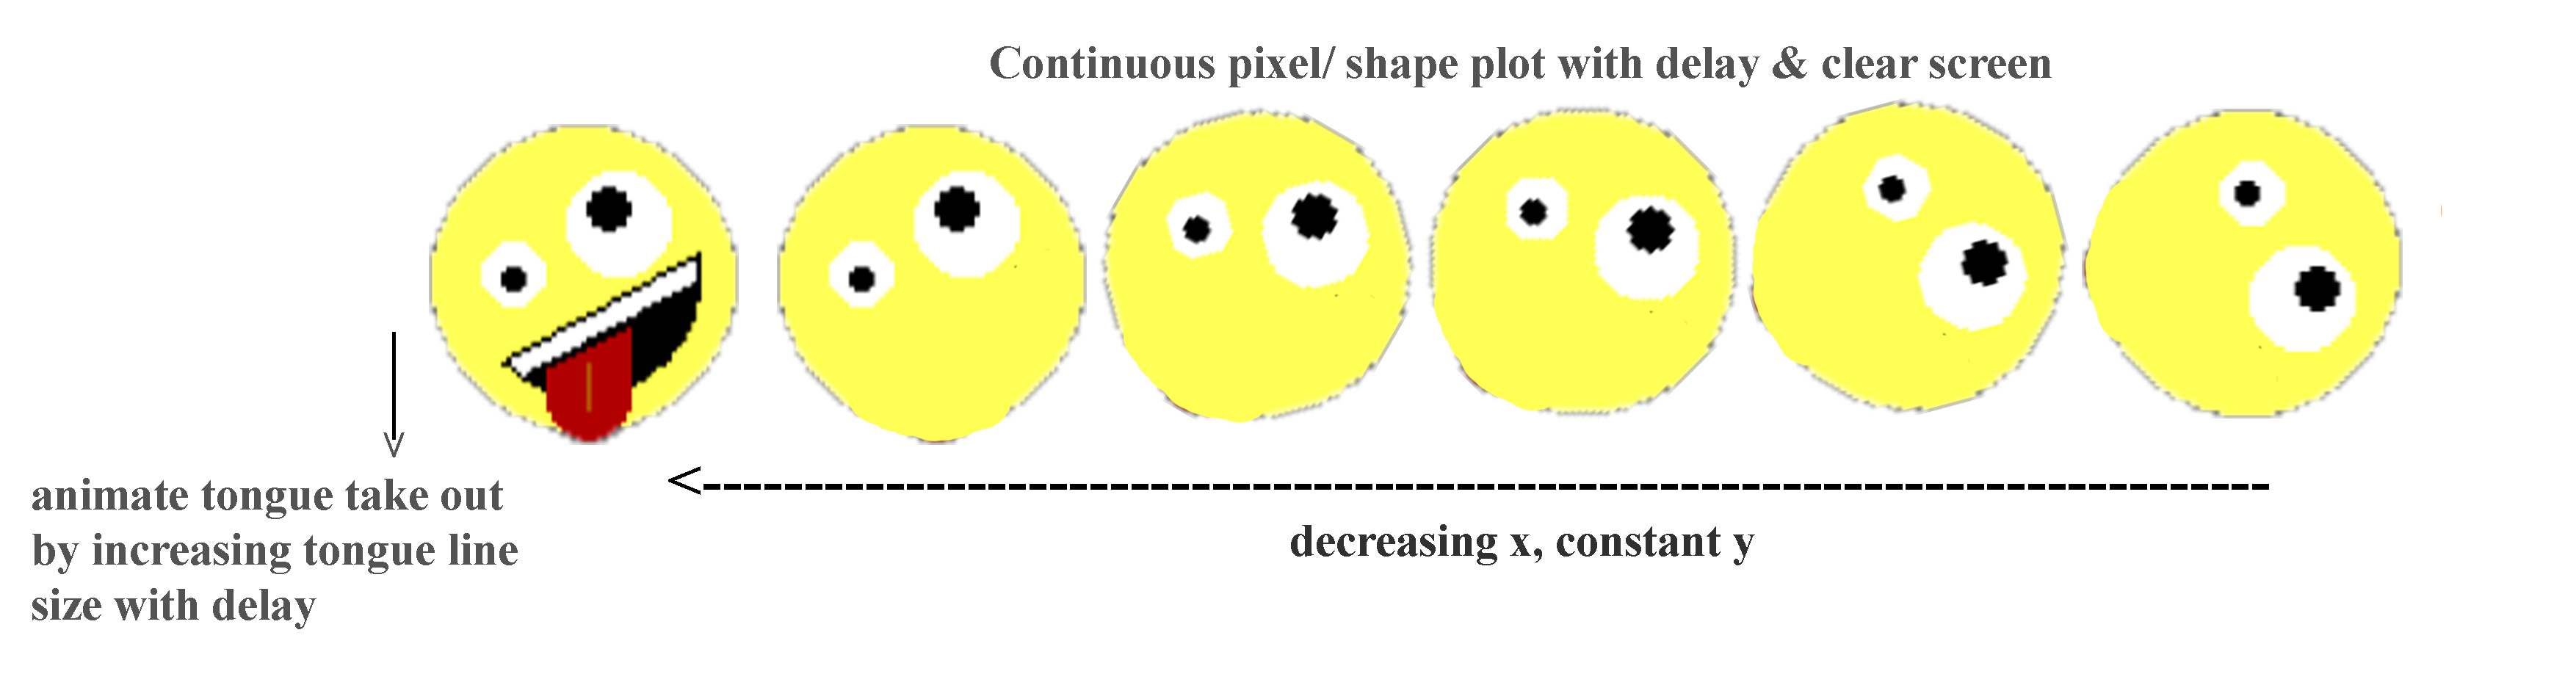 Continuous pixel/ shape plot with delay & clear screen
animate tongue take out
by increasing tongue line
size with delay
decreasing x, constant y